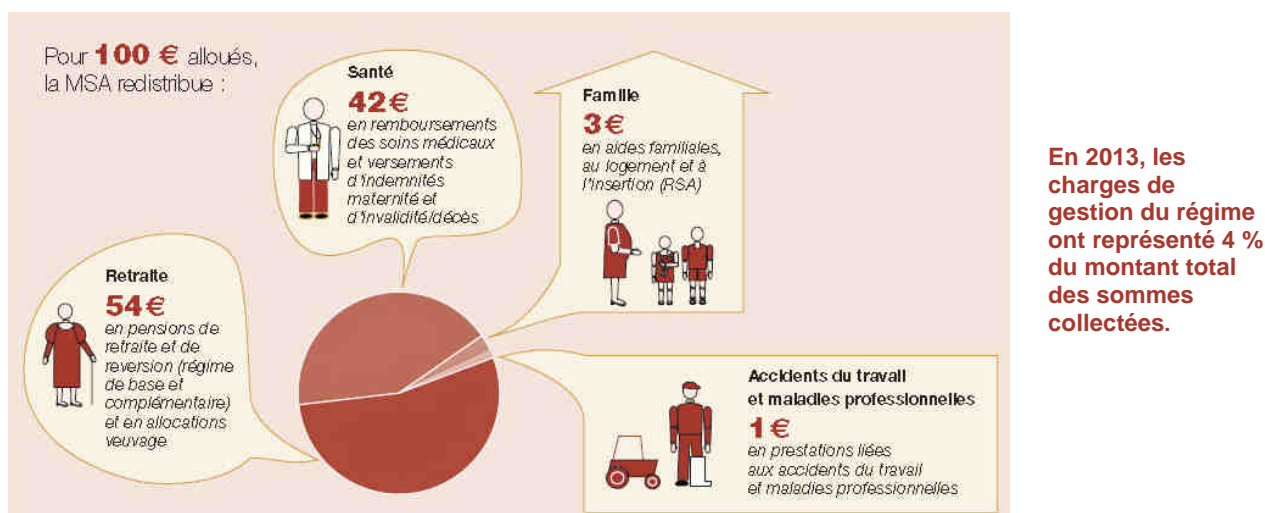 Pour 100 € alloués,
la MSA redistribue :
Santé
42€
en remboursements
des soins médicaux
et versements
d'indemnités
maternité et
d'invalidité/décès
Famille
3€
en aides familiales,
au logement et à
l'insertion (RSA)
Retraite
54€
en pensions de
retraite et de
reversion (régime
de base et
complémentaire)
et en allocations
veuvage
Accidents du travail
et maladies professionnelles
1€
en prestations liées
aux accidents du travail
et maladies professionnelles
En 2013, les
charges de
gestion du régime
ont représenté 4 %
du montant total
des sommes
collectées.